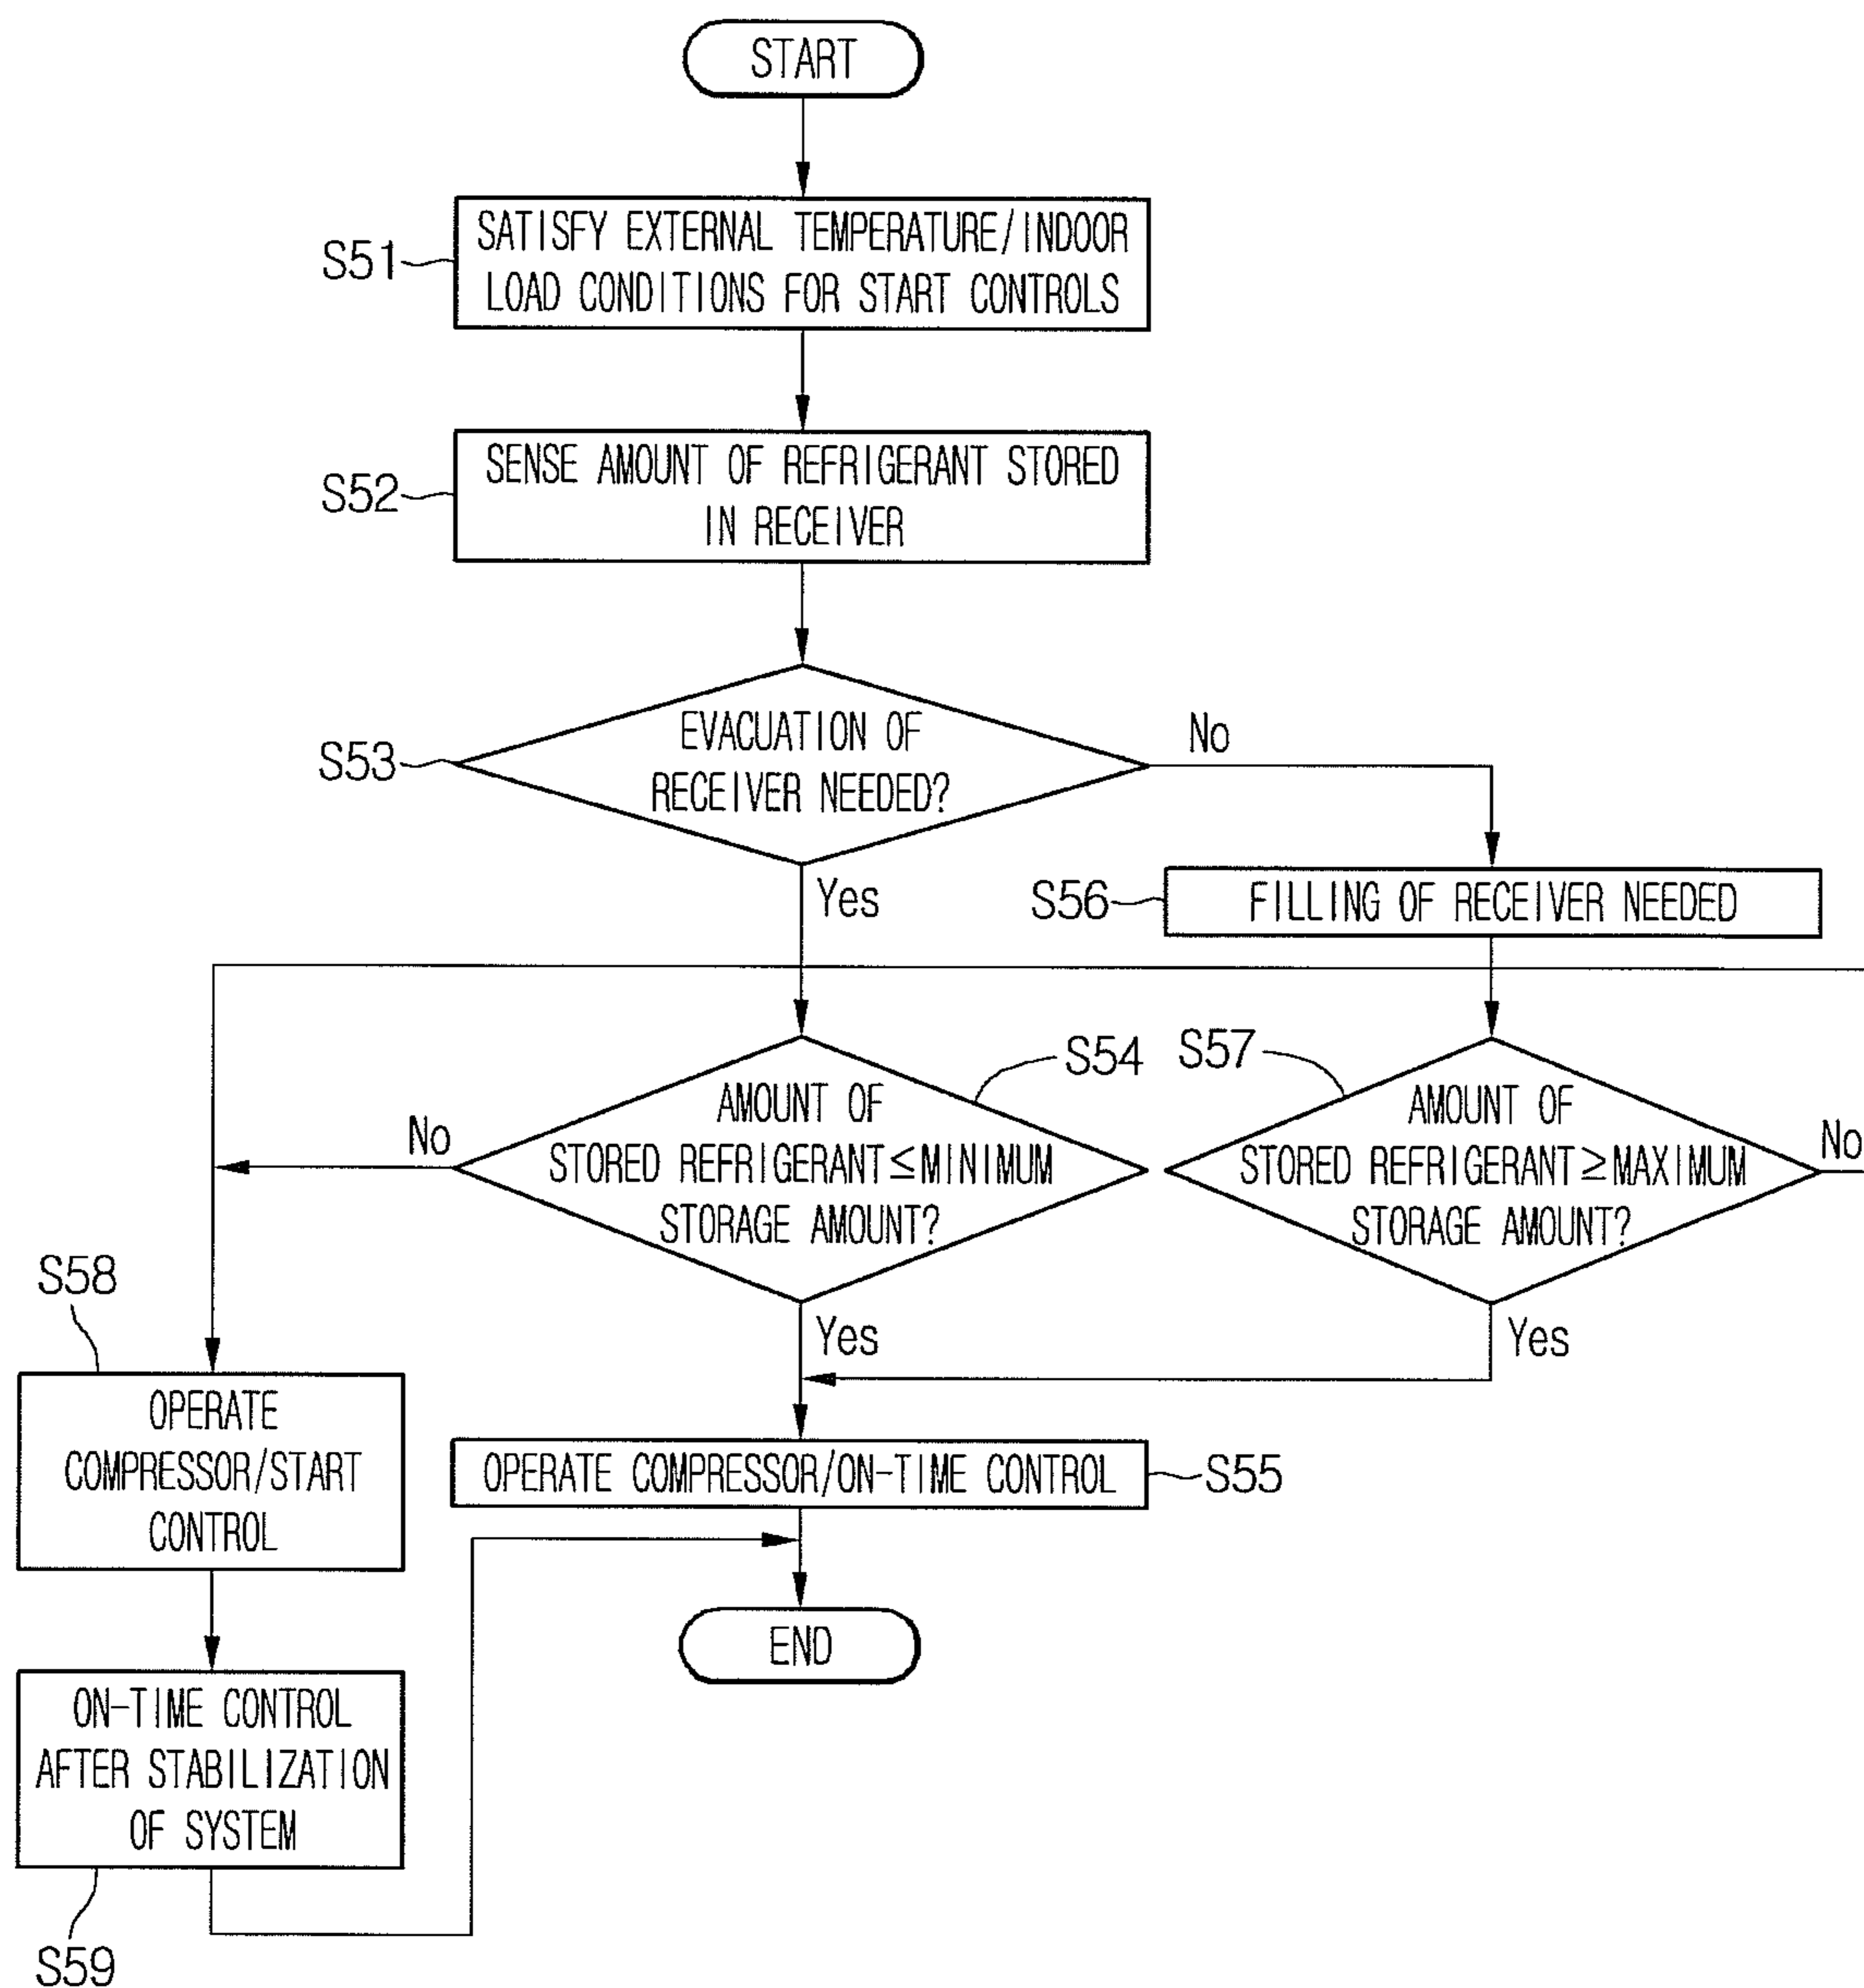 START
S51
SATISFY EXTERNAL TEMPERATURE/INDOOR
LOAD CONDITIONS FOR START CONTROLS
S52
SENSE AMOUNT OF REFRIGERANT STORED
IN RECEIVER
S53
EVACUATION OF
RECEIVER NEEDED?
No
Yes
S56
FILLING OF RECEIVER NEEDED
S54
AMOUNT OF
STORED REFRIGERANT≤MINIMUM
STORAGE AMOUNT?
No
Yes
S57
AMOUNT OF
STORED REFRIGERANT≥MAXIMUM
STORAGE AMOUNT?
No
Yes
S58
OPERATE
COMPRESSOR/START
CONTROL
OPERATE COMPRESSOR/ON-TIME CONTROL
S55
END
ON-TIME CONTROL
AFTER STABILIZATION
OF SYSTEM
S59